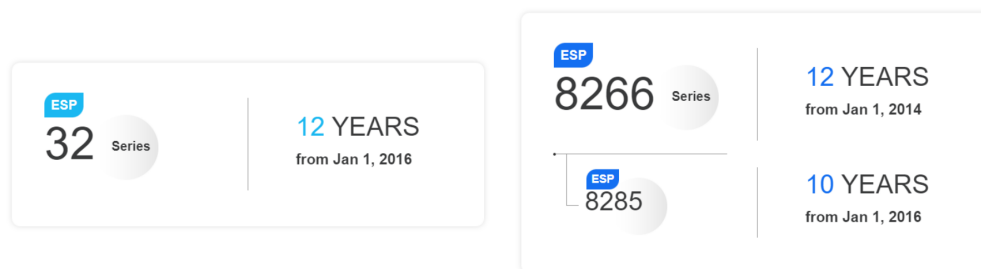 ESP
32 Series
12 YEARS
from Jan 1, 2016
ESP
8266 Series
12 YEARS
from Jan 1, 2014
ESP
8285
10 YEARS
from Jan 1, 2016